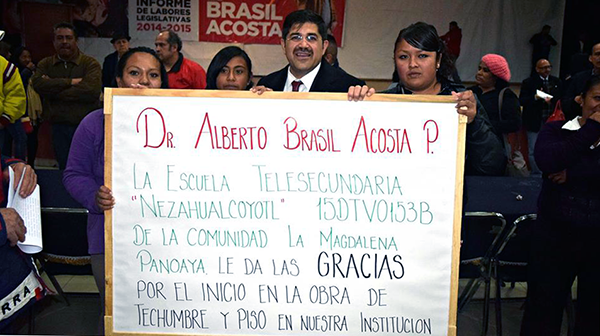 INFORME
DE LABORES
LEGISLATIVAS
2014-2015
BRASIL
ACOSTA
2015
DR. ALBERTO BRASIL ACOSTA P.
LA ESCUELA TELESECUNDARIA
"NEZAHUALCOYOTL" 15DTV0153B
DE LA COMUNIDAD LA MAGDALENA
PANOAYA, LE DA LAS GRACIAS
POR EL INICIO EN LA OBRA DE
TECHUMBRE Y PISO EN NUESTRA INSTITUCION